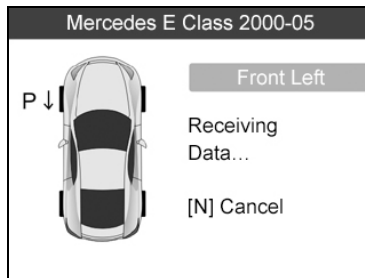 Mercedes E Class 2000-05
Front Left
P ↓
Receiving
Data...
[N] Cancel